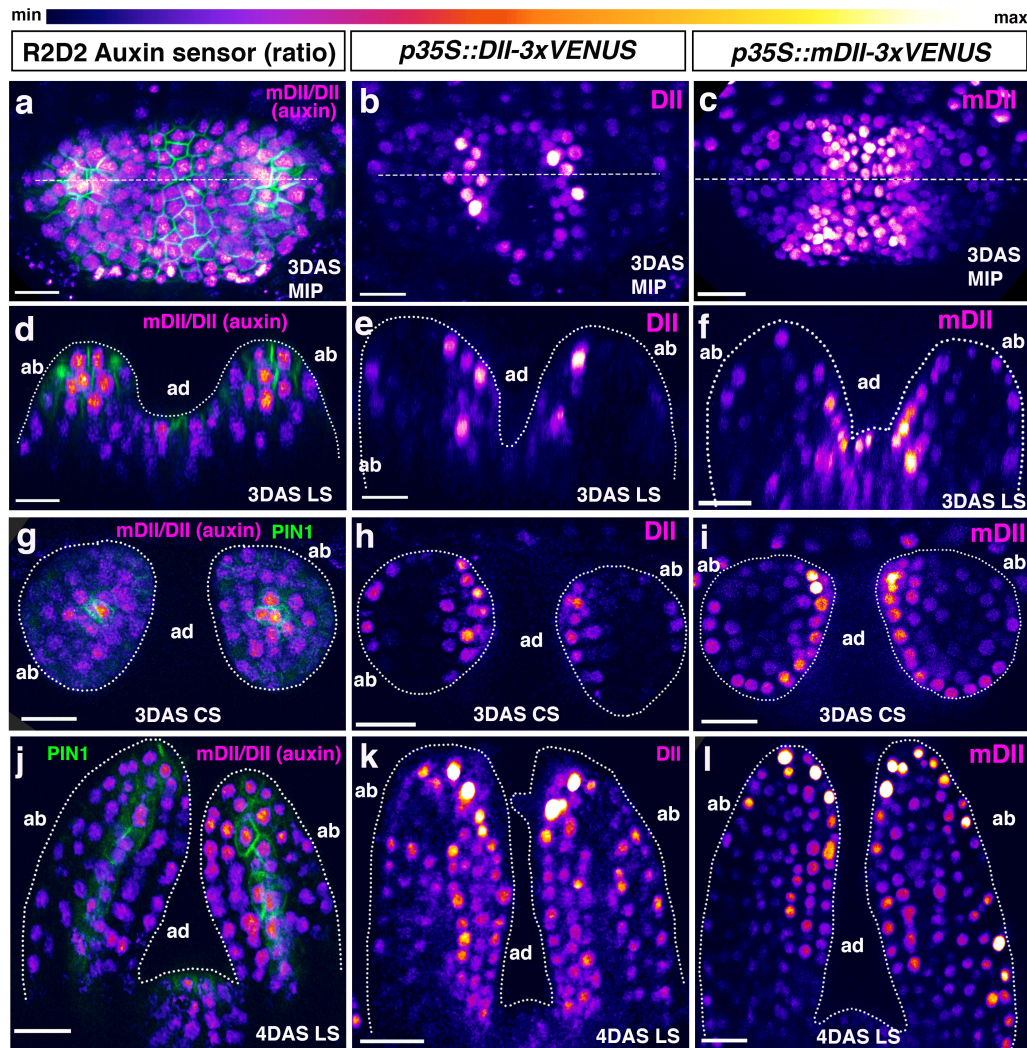 min max
R2D2 Auxin sensor (ratio) p35S::DII-3xVENUS p35S::mDII-3xVENUS
a mDII/DII (auxin) 3DAS MIP
b DII 3DAS MIP
c mDII 3DAS MIP
d mDII/DII (auxin) ab ad ab 3DAS LS
e DII ab ad ab 3DAS LS
f mDII ab ad ab 3DAS LS
g mDII/DII (auxin) PIN1 ab ad ab 3DAS CS
h DII ab ad ab 3DAS CS
i mDII ab ad ab 3DAS CS
j PIN1 mDII/DII (auxin) ab ab ad 4DAS LS
k DII ab ab ad 4DAS LS
l mDII ab ab ad 4DAS LS